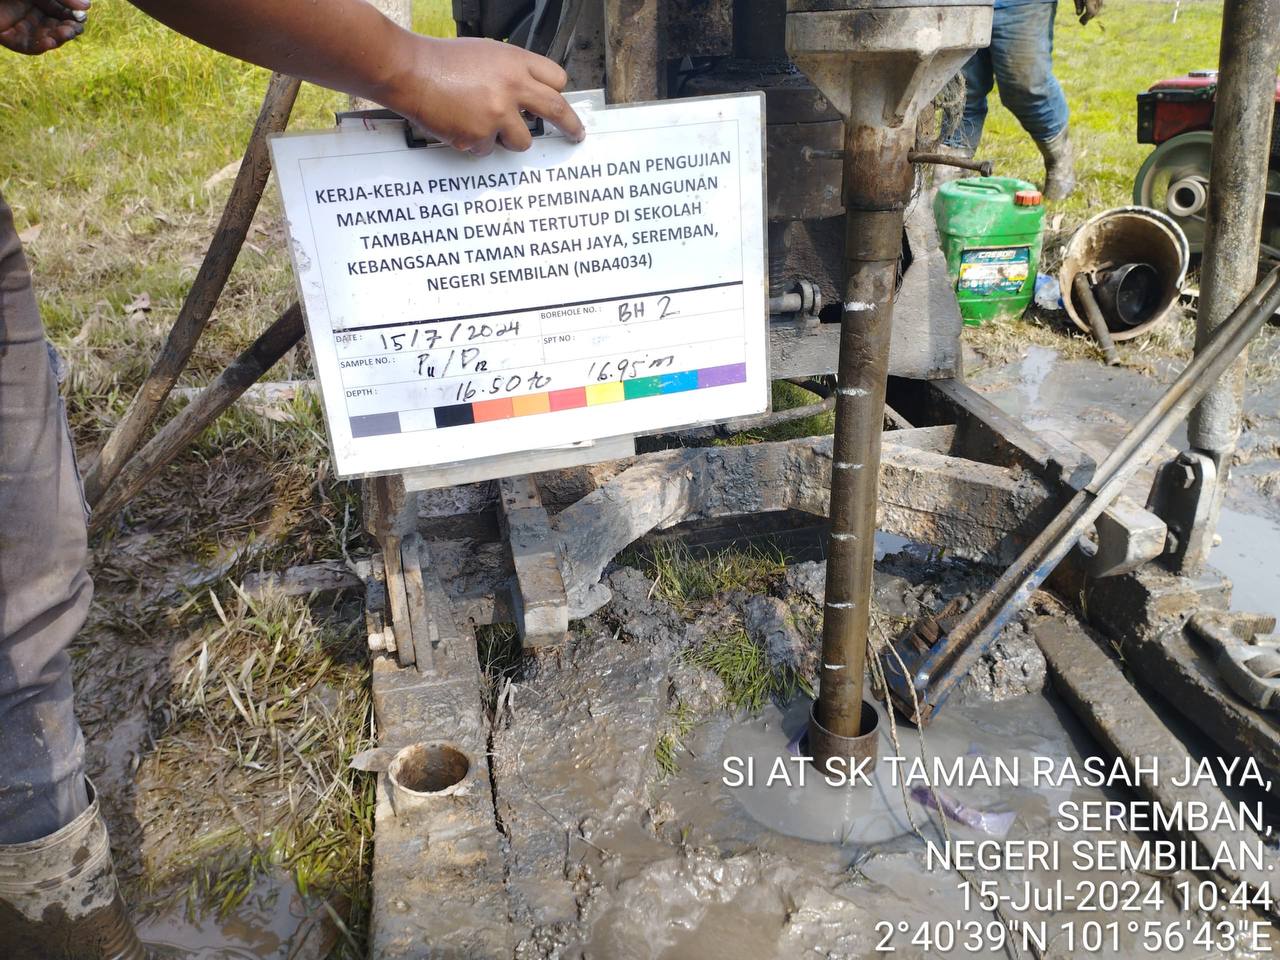 KERJA-KERJA PENYIASATAN TANAH DAN PENGUJIAN
MAKMAL BAGI PROJEK PEMBINAAN BANGUNAN
TAMBAHAN DEWAN TERTUTUP DI SEKOLAH
KEBANGSAAN TAMAN RASAH JAYA, SEREMBAN,
NEGERI SEMBILAN (NBA4034)
DATE : 15/7/2024 BOREHOLE NO. : BH 2
SAMPLE NO. : P11/D12 SPT NO :
DEPTH : 16.50 to 16.95 m
SI AT SK TAMAN RASAH JAYA,
SEREMBAN,
NEGERI SEMBILAN.
15-Jul-2024 10:44
2°40'39"N 101°56'43"E